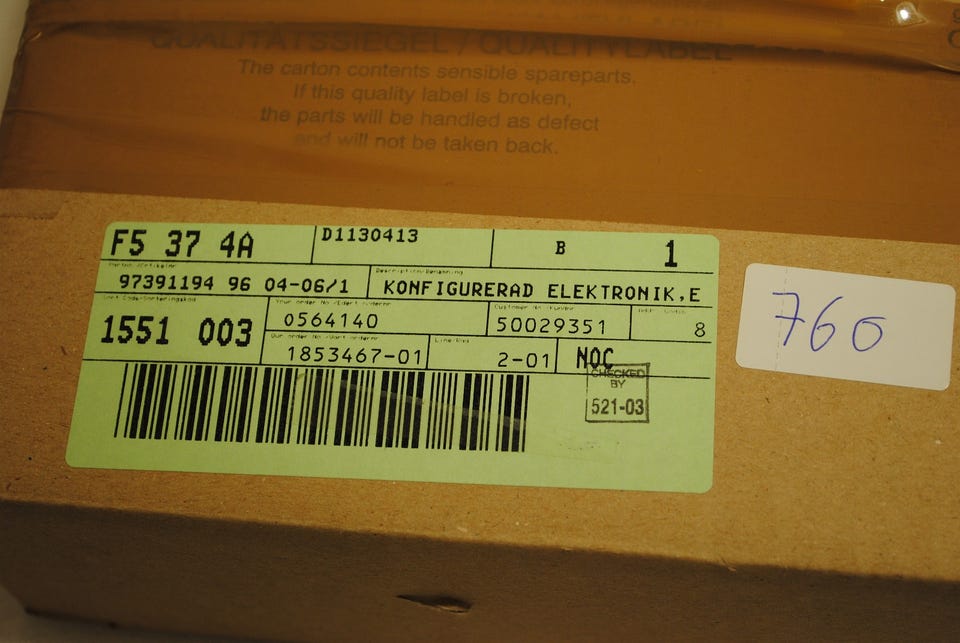 QUALITÄTSSIEGEL / QUALITYLABEL
The carton contents sensible spareparts.
If this quality label is broken,
the parts will be handled as defect
and will not be taken back.
F5 37 4A D1130413 B 1
97391194 96 04-06/1 KONFIGURERAD ELEKTRONIK,E
1551 003 0564140 50029351 8
1853467-01 2-01 NOC
CHECKED
BY
521-03
760